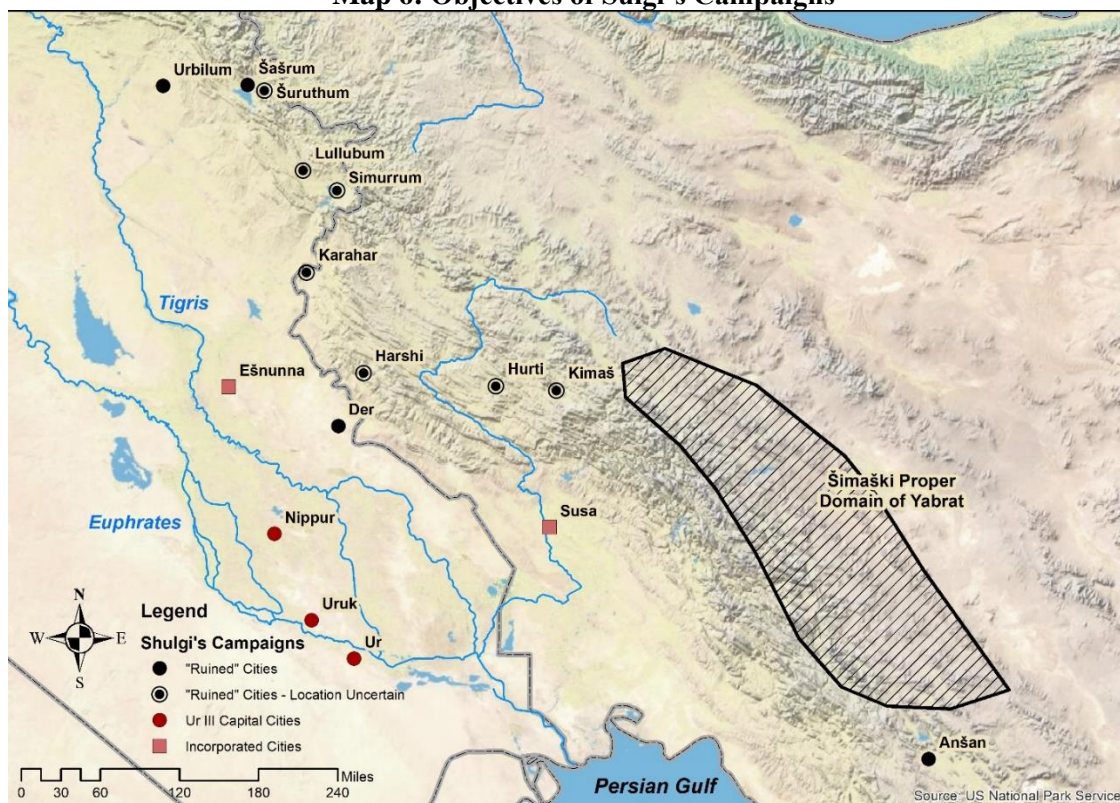 Map 6: Objectives of Šulgi's Campaigns
Urbilum
Šašrum
Šuruthum
Lullubum
Simurrum
Karahar
Tigris
Harshi
Hurti
Kimaš
Ešnunna
Der
Šimaški Proper
Domain of Yabrat
Susa
Euphrates
Nippur
Uruk
Ur
Anšan
Persian Gulf
N
W
E
S
Legend
Shulgi's Campaigns
"Ruined" Cities
"Ruined" Cities - Location Uncertain
Ur III Capital Cities
Incorporated Cities
Miles
0 30 60 120 180 240
Source: US National Park Service